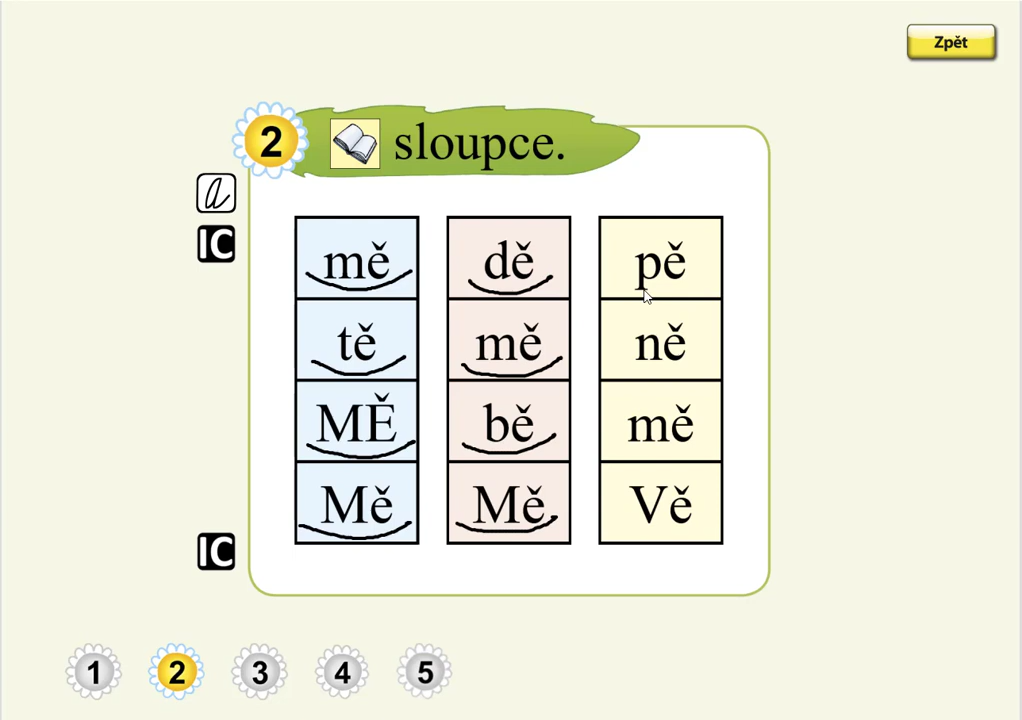 Zpět
2 sloupce.
a
IC
mě dě pě
tě mě ně
MĚ bě mě
Mě Mě Vě
IC
1 2 3 4 5